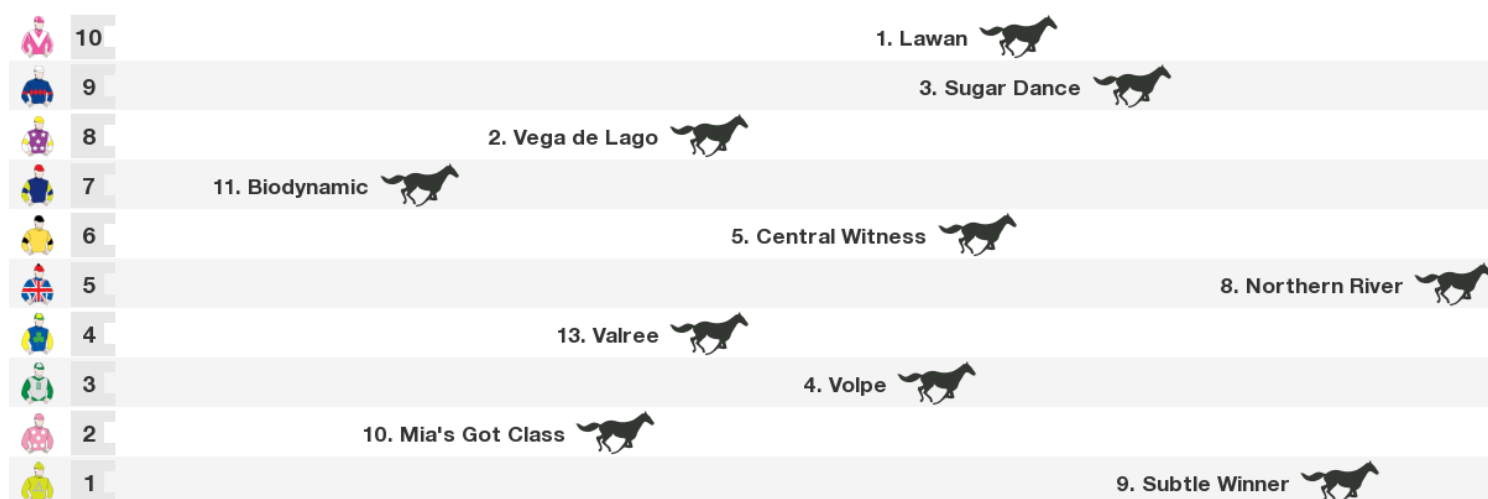 10 1. Lawan
9 3. Sugar Dance
8 2. Vega de Lago
7 11. Biodynamic
6 5. Central Witness
5 8. Northern River
4 13. Valree
3 4. Volpe
2 10. Mia's Got Class
1 9. Subtle Winner